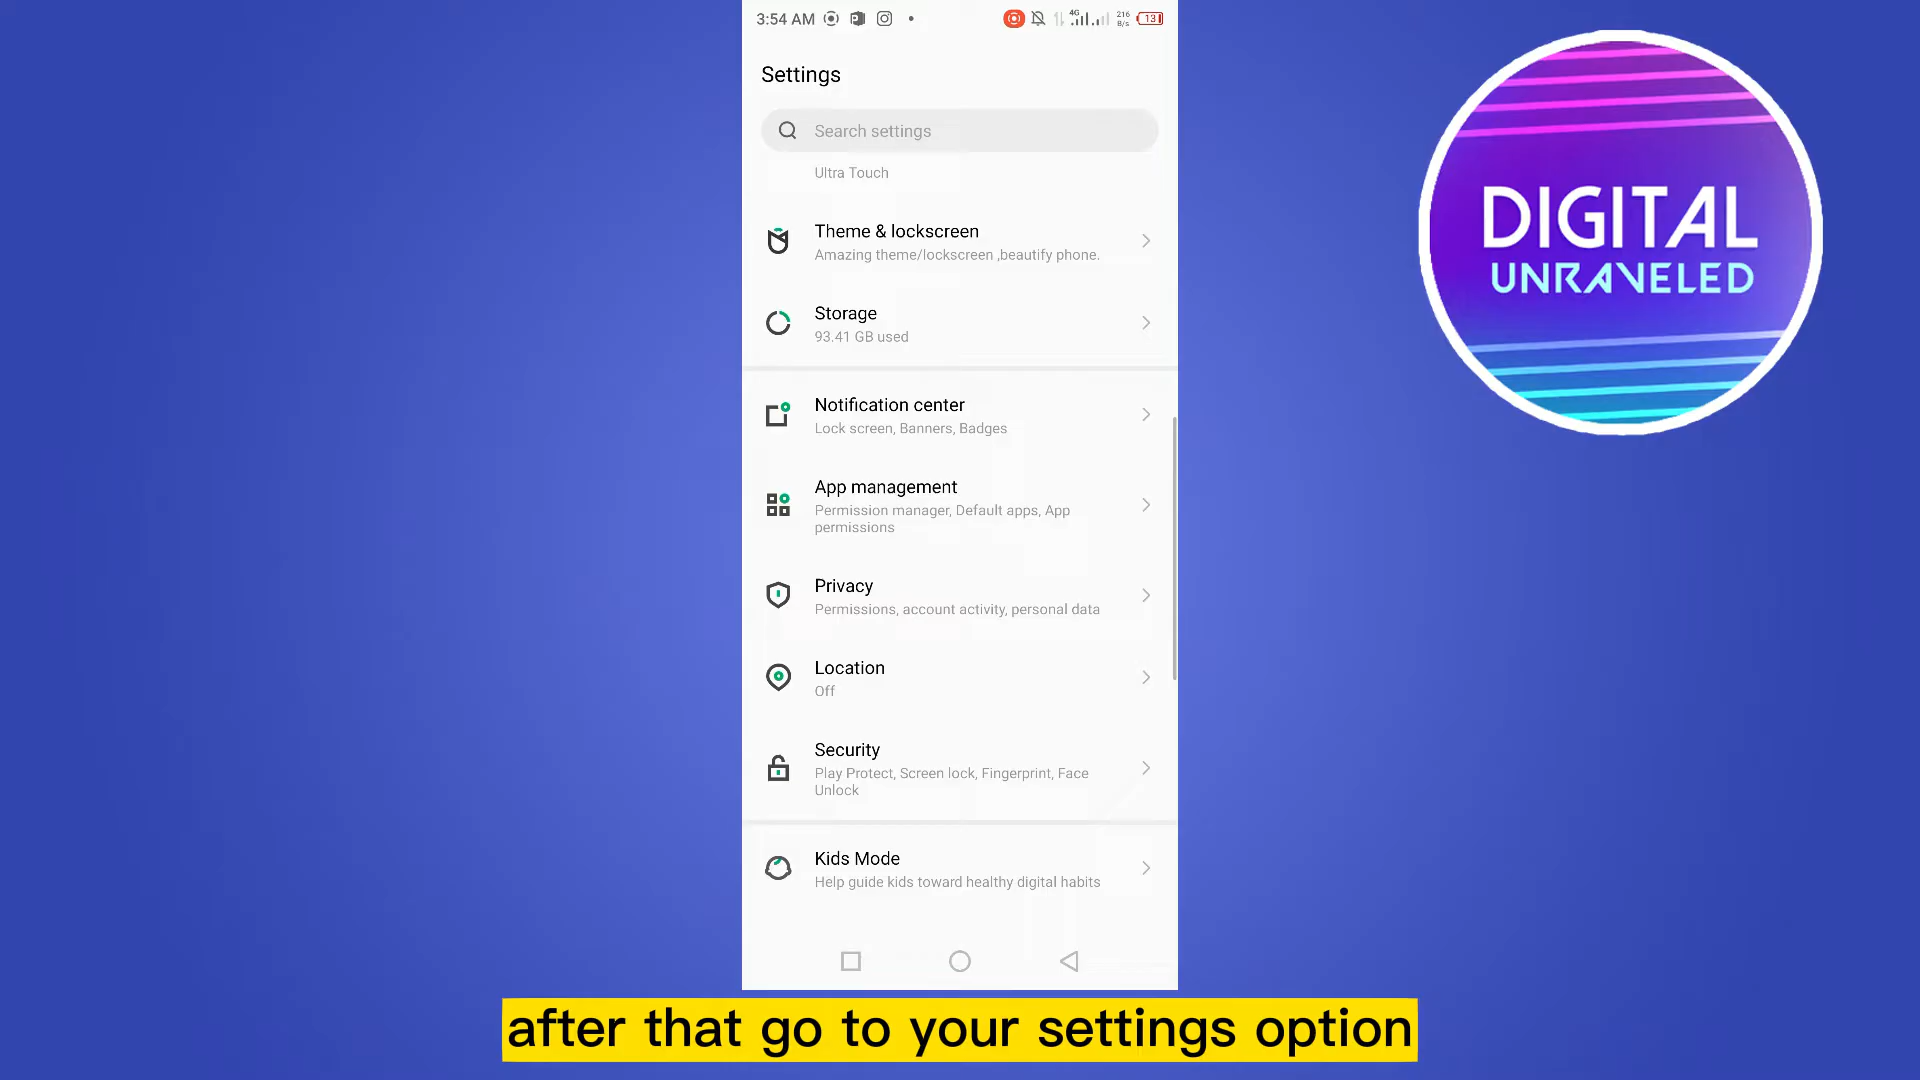 3:54 AM
4G
216
B/s
13
Settings
Search settings
Ultra Touch
Theme & lockscreen
Amazing theme/lockscreen ,beautify phone.
Storage
93.41 GB used
Notification center
Lock screen, Banners, Badges
App management
Permission manager, Default apps, App
permissions
Privacy
Permissions, account activity, personal data
Location
Off
Security
Play Protect, Screen lock, Fingerprint, Face
Unlock
Kids Mode
Help guide kids toward healthy digital habits
DIGITAL
UNRAVELED
after that go to your settings option